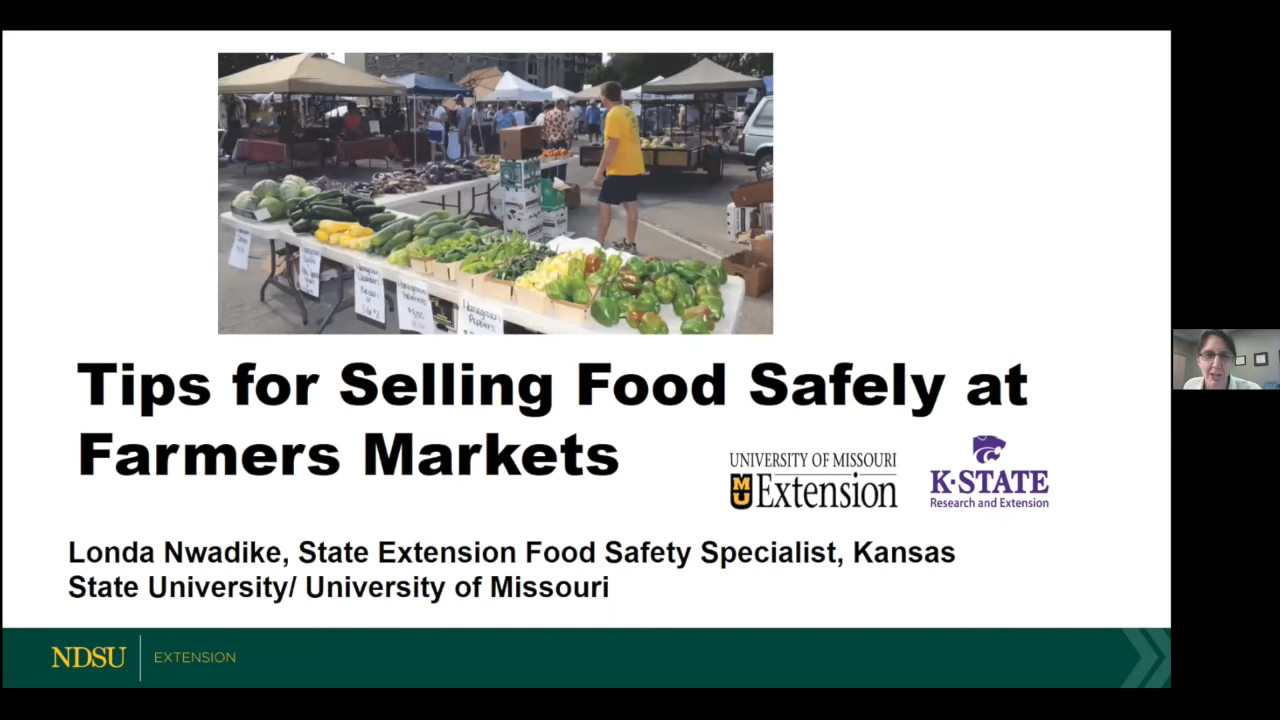 Tips for Selling Food Safely at
Farmers Markets
UNIVERSITY OF MISSOURI
MU Extension
K·STATE
Research and Extension
Londa Nwadike, State Extension Food Safety Specialist, Kansas
State University/ University of Missouri
NDSU EXTENSION